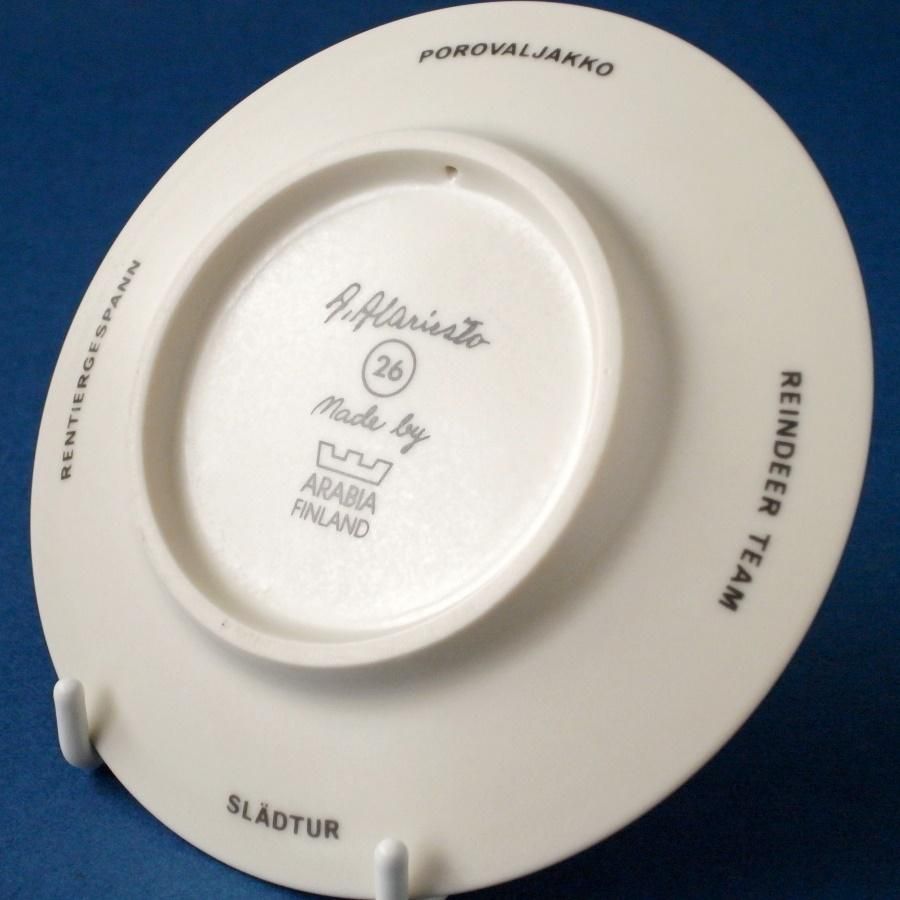 POROVALJAKKO
RENTIERGESPANN
A. Alariesto
26
Made by
ARABIA
FINLAND
REINDEER TEAM
SLÄDTUR